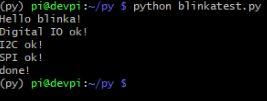 (py) pi@devpi:~/py $ python blinkatest.py
Hello blinka!
Digital IO ok!
I2C ok!
SPI ok!
done!
(py) pi@devpi:~/py $